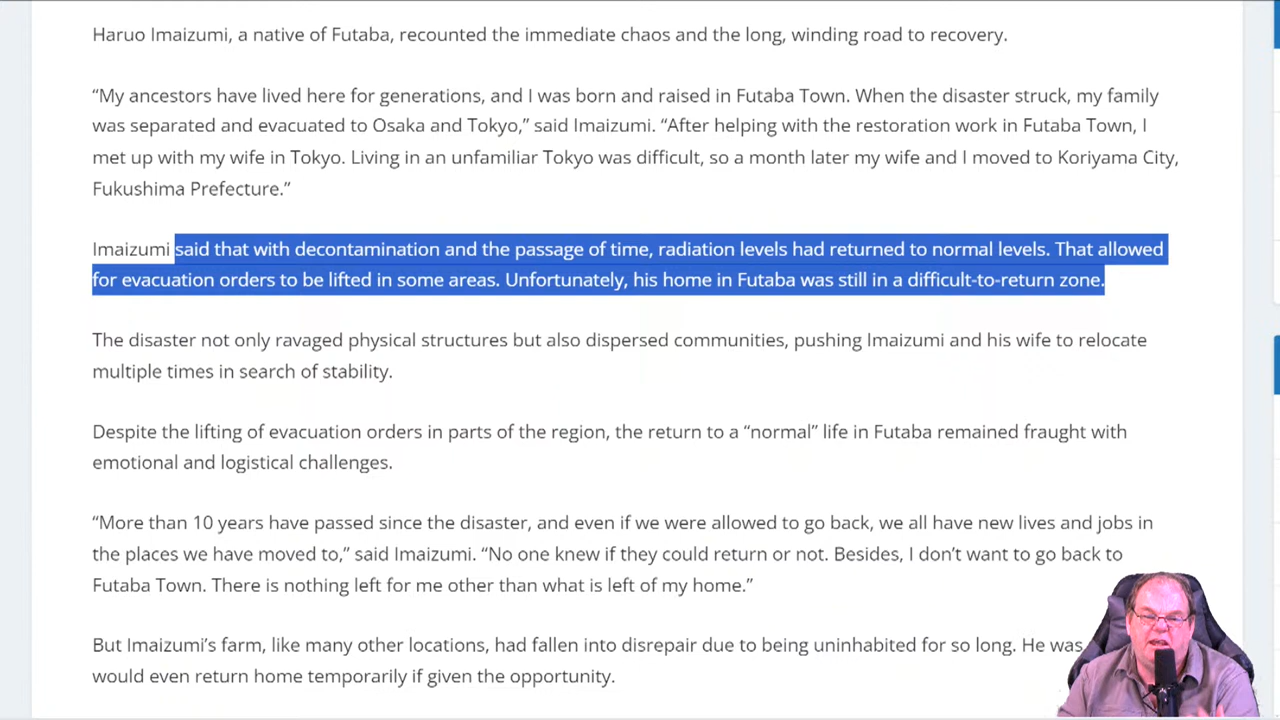 Haruo Imaizumi, a native of Futaba, recounted the immediate chaos and the long, winding road to recovery.
“My ancestors have lived here for generations, and I was born and raised in Futaba Town. When the disaster struck, my family
was separated and evacuated to Osaka and Tokyo,” said Imaizumi. “After helping with the restoration work in Futaba Town, I
met up with my wife in Tokyo. Living in an unfamiliar Tokyo was difficult, so a month later my wife and I moved to Koriyama City,
Fukushima Prefecture.”
Imaizumi said that with decontamination and the passage of time, radiation levels had returned to normal levels. That allowed
for evacuation orders to be lifted in some areas. Unfortunately, his home in Futaba was still in a difficult-to-return zone.
The disaster not only ravaged physical structures but also dispersed communities, pushing Imaizumi and his wife to relocate
multiple times in search of stability.
Despite the lifting of evacuation orders in parts of the region, the return to a “normal” life in Futaba remained fraught with
emotional and logistical challenges.
“More than 10 years have passed since the disaster, and even if we were allowed to go back, we all have new lives and jobs in
the places we have moved to,” said Imaizumi. “No one knew if they could return or not. Besides, I don’t want to go back to
Futaba Town. There is nothing left for me other than what is left of my home.”
But Imaizumi’s farm, like many other locations, had fallen into disrepair due to being uninhabited for so long. He was
would even return home temporarily if given the opportunity.